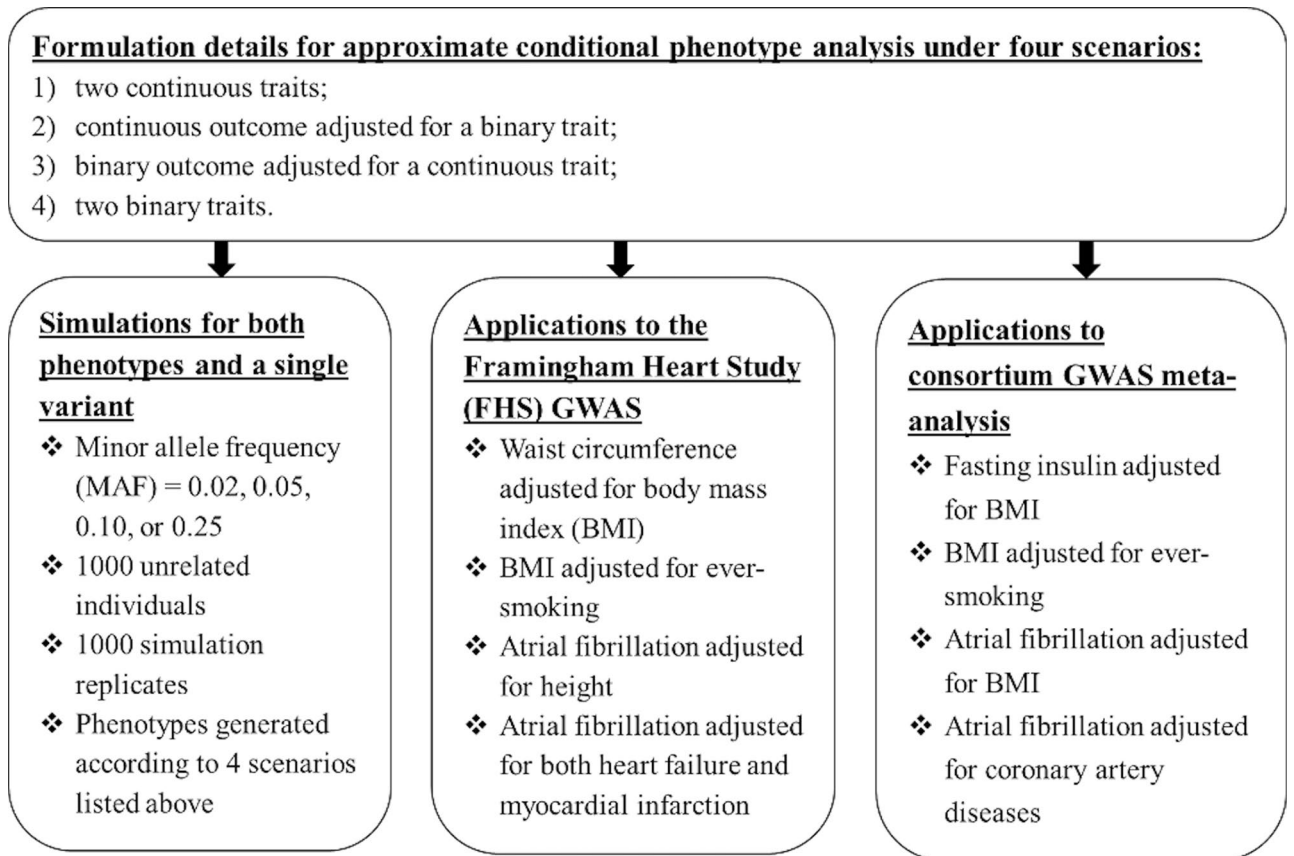 Formulation details for approximate conditional phenotype analysis under four scenarios:
1) two continuous traits;
2) continuous outcome adjusted for a binary trait;
3) binary outcome adjusted for a continuous trait;
4) two binary traits.
Simulations for both
phenotypes and a single
variant
❖ Minor allele frequency
(MAF) = 0.02, 0.05,
0.10, or 0.25
❖ 1000 unrelated
individuals
❖ 1000 simulation
replicates
❖ Phenotypes generated
according to 4 scenarios
listed above
Applications to the
Framingham Heart Study
(FHS) GWAS
❖ Waist circumference
adjusted for body mass
index (BMI)
❖ BMI adjusted for ever-
smoking
❖ Atrial fibrillation adjusted
for height
❖ Atrial fibrillation adjusted
for both heart failure and
myocardial infarction
Applications to
consortium GWAS meta-
analysis
❖ Fasting insulin adjusted
for BMI
❖ BMI adjusted for ever-
smoking
❖ Atrial fibrillation adjusted
for BMI
❖ Atrial fibrillation adjusted
for coronary artery
diseases